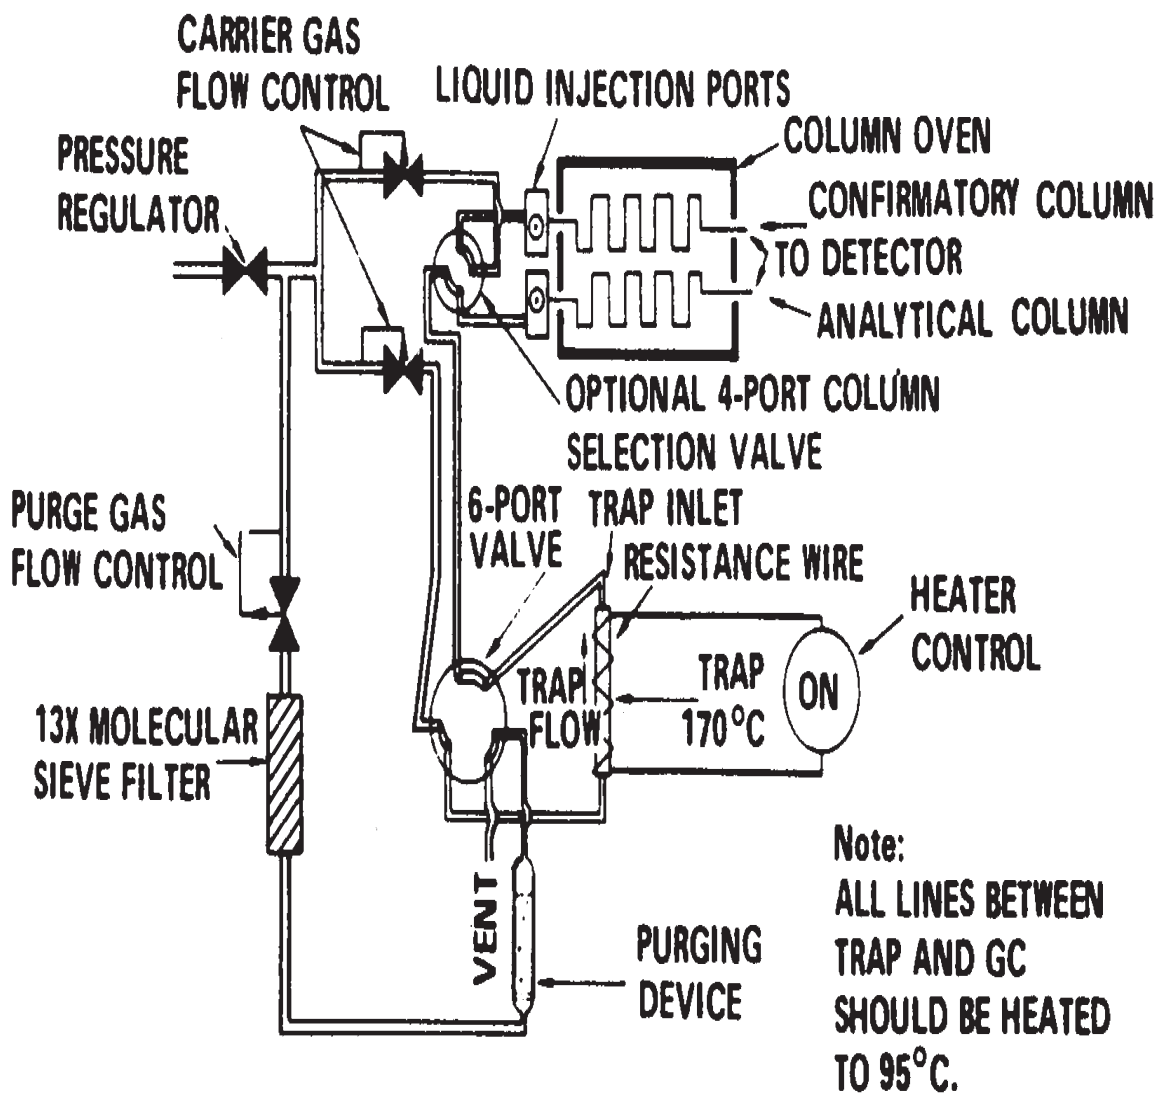 CARRIER GAS
FLOW CONTROL
LIQUID INJECTION PORTS
PRESSURE
REGULATOR
COLUMN OVEN
CONFIRMATORY COLUMN
TO DETECTOR
ANALYTICAL COLUMN
OPTIONAL 4-PORT COLUMN
SELECTION VALVE
PURGE GAS
FLOW CONTROL
6-PORT
VALVE
TRAP INLET
RESISTANCE WIRE
HEATER
CONTROL
TRAP
FLOW
TRAP
170°C
ON
13X MOLECULAR
SIEVE FILTER
VENT
PURGING
DEVICE
Note:
ALL LINES BETWEEN
TRAP AND GC
SHOULD BE HEATED
TO 95°C.